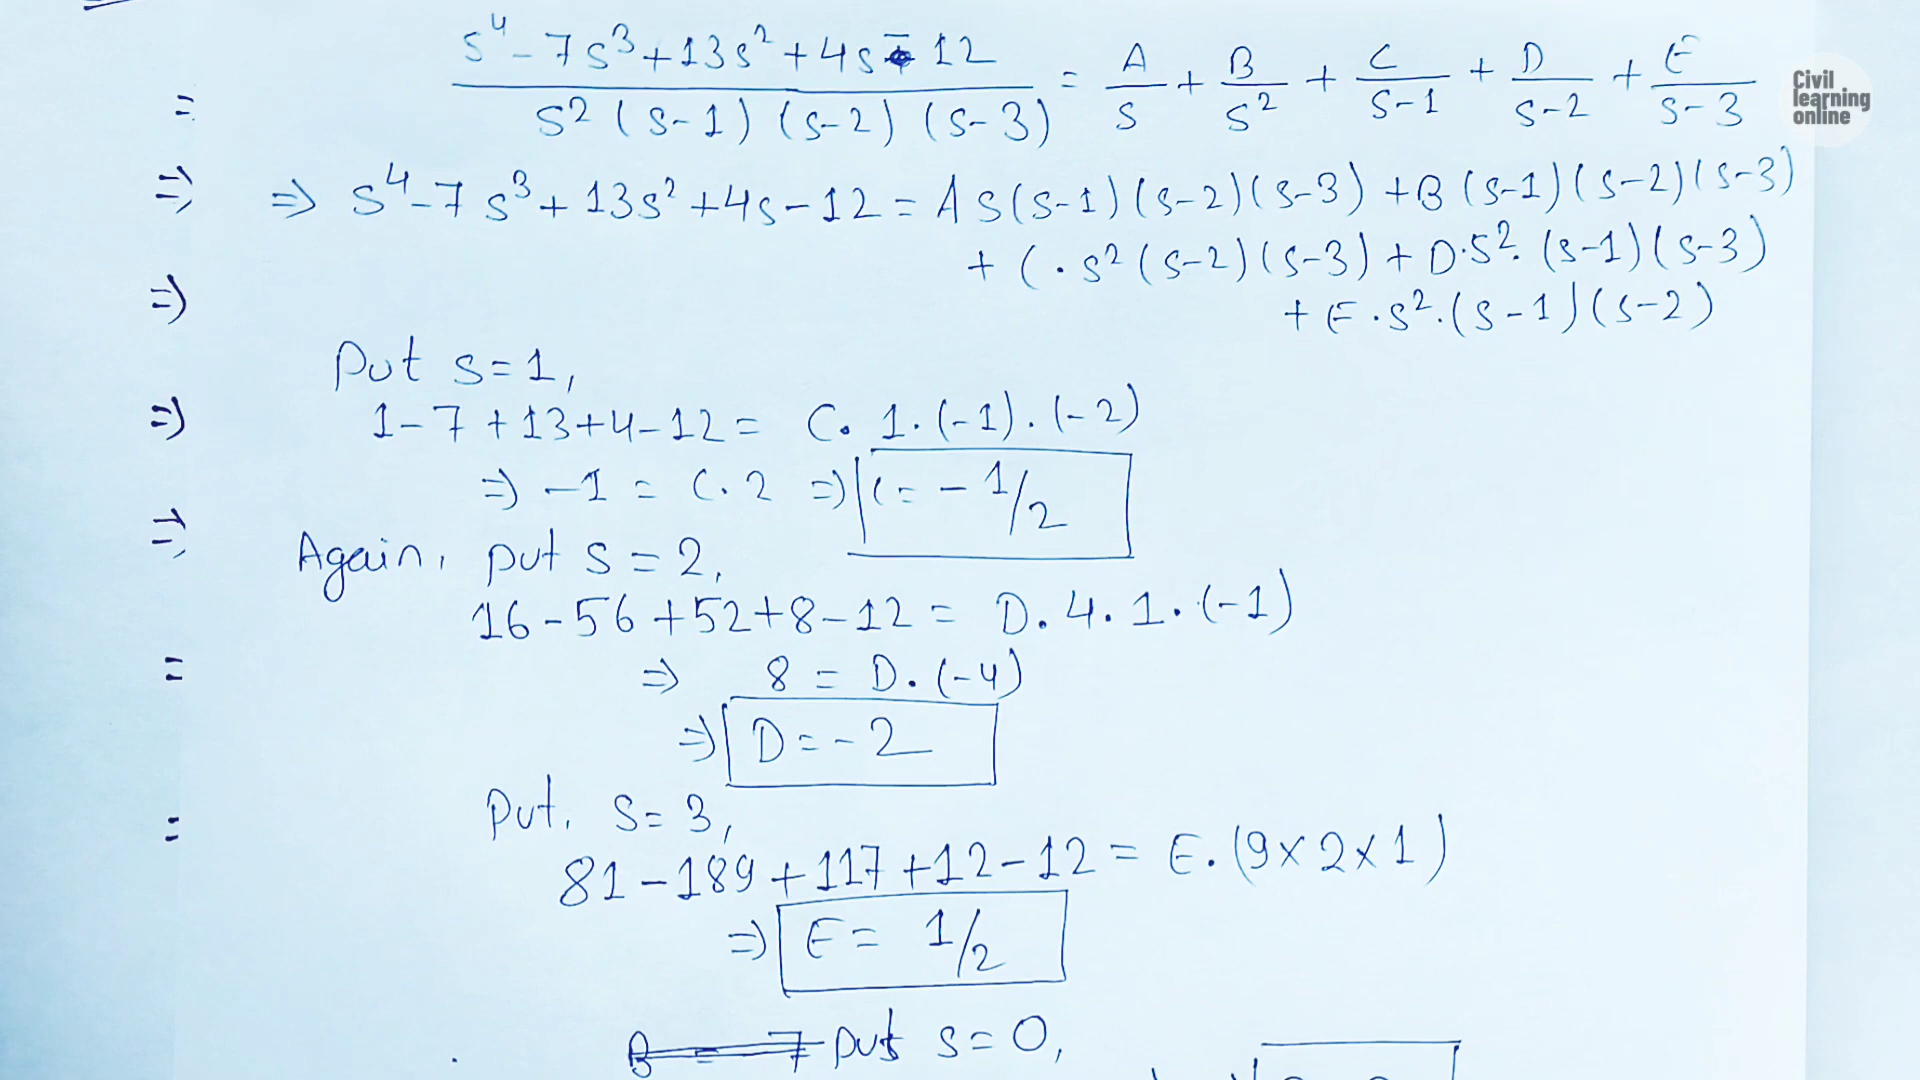 = (s⁴ - 7s³ + 13s² + 4s - 12) / (s² (s-1) (s-2) (s-3)) = A/s + B/s² + C/s-1 + D/s-2 + E/s-3
Civil
learning
online
=> => s⁴ - 7s³ + 13s² + 4s - 12 = A s(s-1)(s-2)(s-3) + B (s-1)(s-2)(s-3)
+ C · s² (s-2)(s-3) + D·s². (s-1)(s-3)
=> + E · s².(s-1)(s-2)
Put s=1,
=> 1 - 7 + 13 + 4 - 12 = C. 1. (-1). (-2)
=> -1 = C. 2 => C = - 1/2
=> Again, put s = 2,
16 - 56 + 52 + 8 - 12 = D. 4. 1. (-1)
= => 8 = D. (-4)
=> D = - 2
Put. s = 3,
= 81 - 189 + 117 + 12 - 12 = E. (9×2×1)
=> E = 1/2
put s = 0,